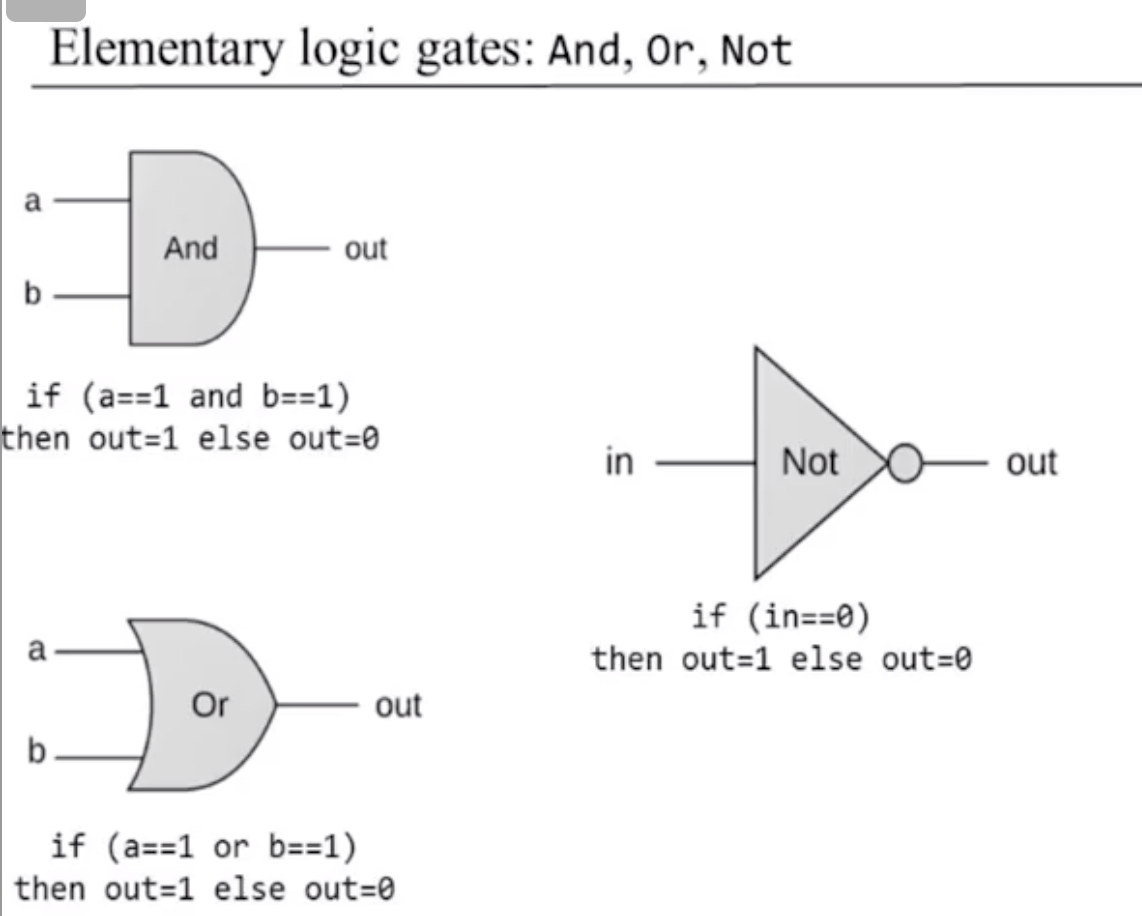 Elementary logic gates: And, Or, Not
a
And
out
b
if (a==1 and b==1)
then out=1 else out=0
in
Not
out
if (in==0)
then out=1 else out=0
a
Or
out
b
if (a==1 or b==1)
then out=1 else out=0